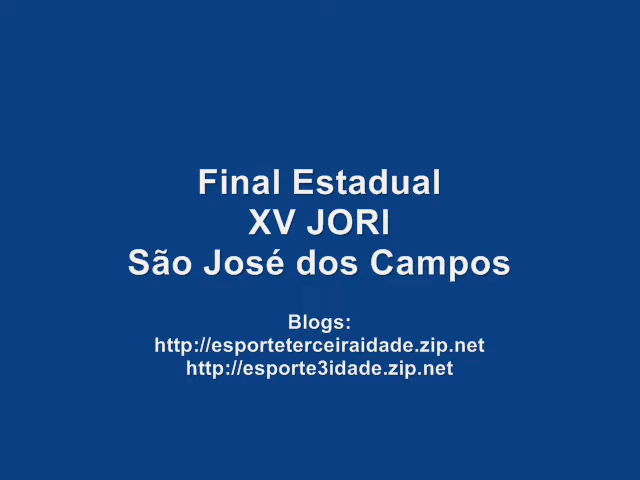 Final Estadual
XV JORI
São José dos Campos
Blogs:
http://esporteterceiraidade.zip.net
http://esporte3idade.zip.net